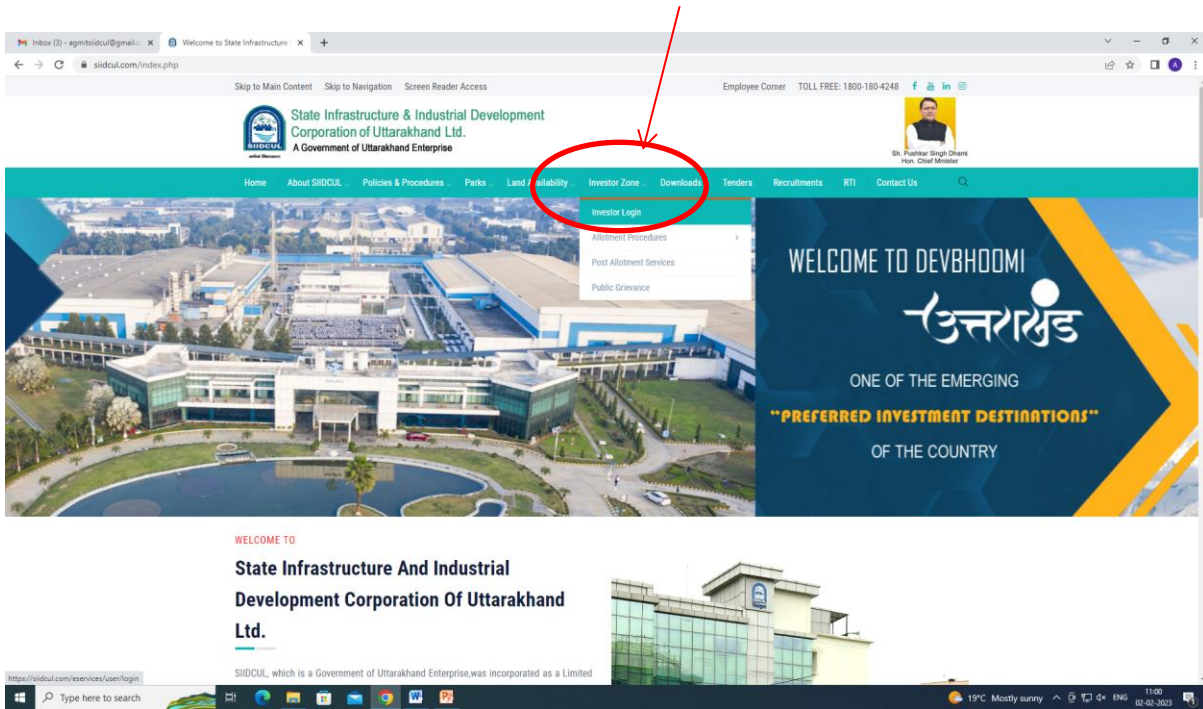 Inbox (3) - agmitsiidcul@gmail.c
Welcome to State Infrastructure
siidcul.com/index.php
Skip to Main Content Skip to Navigation Screen Reader Access
Employee Corner TOLL FREE: 1800-180-4248
SIIDCUL
State Infrastructure & Industrial Development
Corporation of Uttarakhand Ltd.
A Government of Uttarakhand Enterprise
Sh. Pushkar Singh Dhami
Hon. Chief Minister
Home About SIIDCUL Policies & Procedures Parks Land Availability Investor Zone Downloads Tenders Recruitments RTI Contact Us
Investor Login
Allotment Procedures
Post Allotment Services
Public Grievance
WELCOME TO DEVBHOOMI
उत्तराखंड
ONE OF THE EMERGING
"PREFERRED INVESTMENT DESTINATIONS"
OF THE COUNTRY
WELCOME TO
State Infrastructure And Industrial
Development Corporation Of Uttarakhand
Ltd.
SIIDCUL, which is a Government of Uttarakhand Enterprise,was incorporated as a Limited
https://siidcul.com/eservices/user/login
Type here to search
19°C Mostly sunny
ENG
11:00
02-02-2023